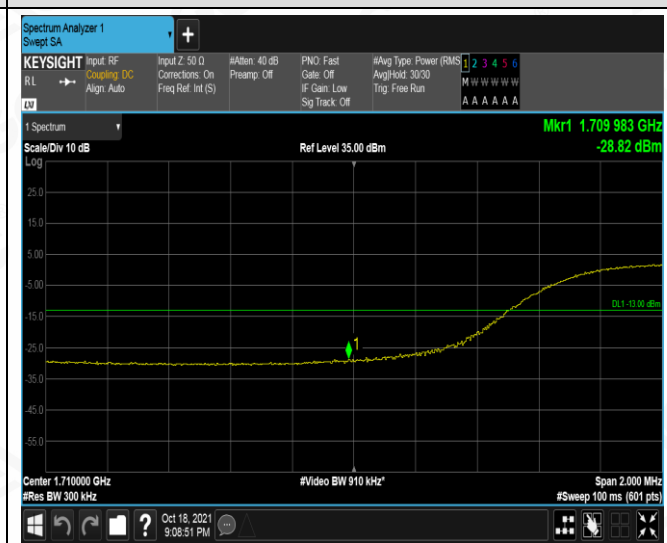 Spectrum Analyzer 1
Swept SA
+
KEYSIGHT
RL
LXI
Input: RF
Coupling: DC
Align: Auto
Input Z: 50 Ω
Corrections: On
Freq Ref: Int (S)
#Atten: 40 dB
Preamp: Off
PNO: Fast
Gate: Off
IF Gain: Low
Sig Track: Off
#Avg Type: Power (RMS
Avg|Hold: 30/30
Trig: Free Run
1 2 3 4 5 6
M W W W W W
A A A A A A
1 Spectrum
Scale/Div 10 dB
Ref Level 35.00 dBm
Mkr1 1.709 983 GHz
-28.82 dBm
Log
25.0
15.0
5.00
-5.00
DL1 -13.00 dBm
-15.0
1
-25.0
-35.0
-45.0
-55.0
Center 1.710000 GHz
#Video BW 910 kHz*
Span 2.000 MHz
#Res BW 300 kHz
#Sweep 100 ms (601 pts)
?
Oct 18, 2021
9:08:51 PM